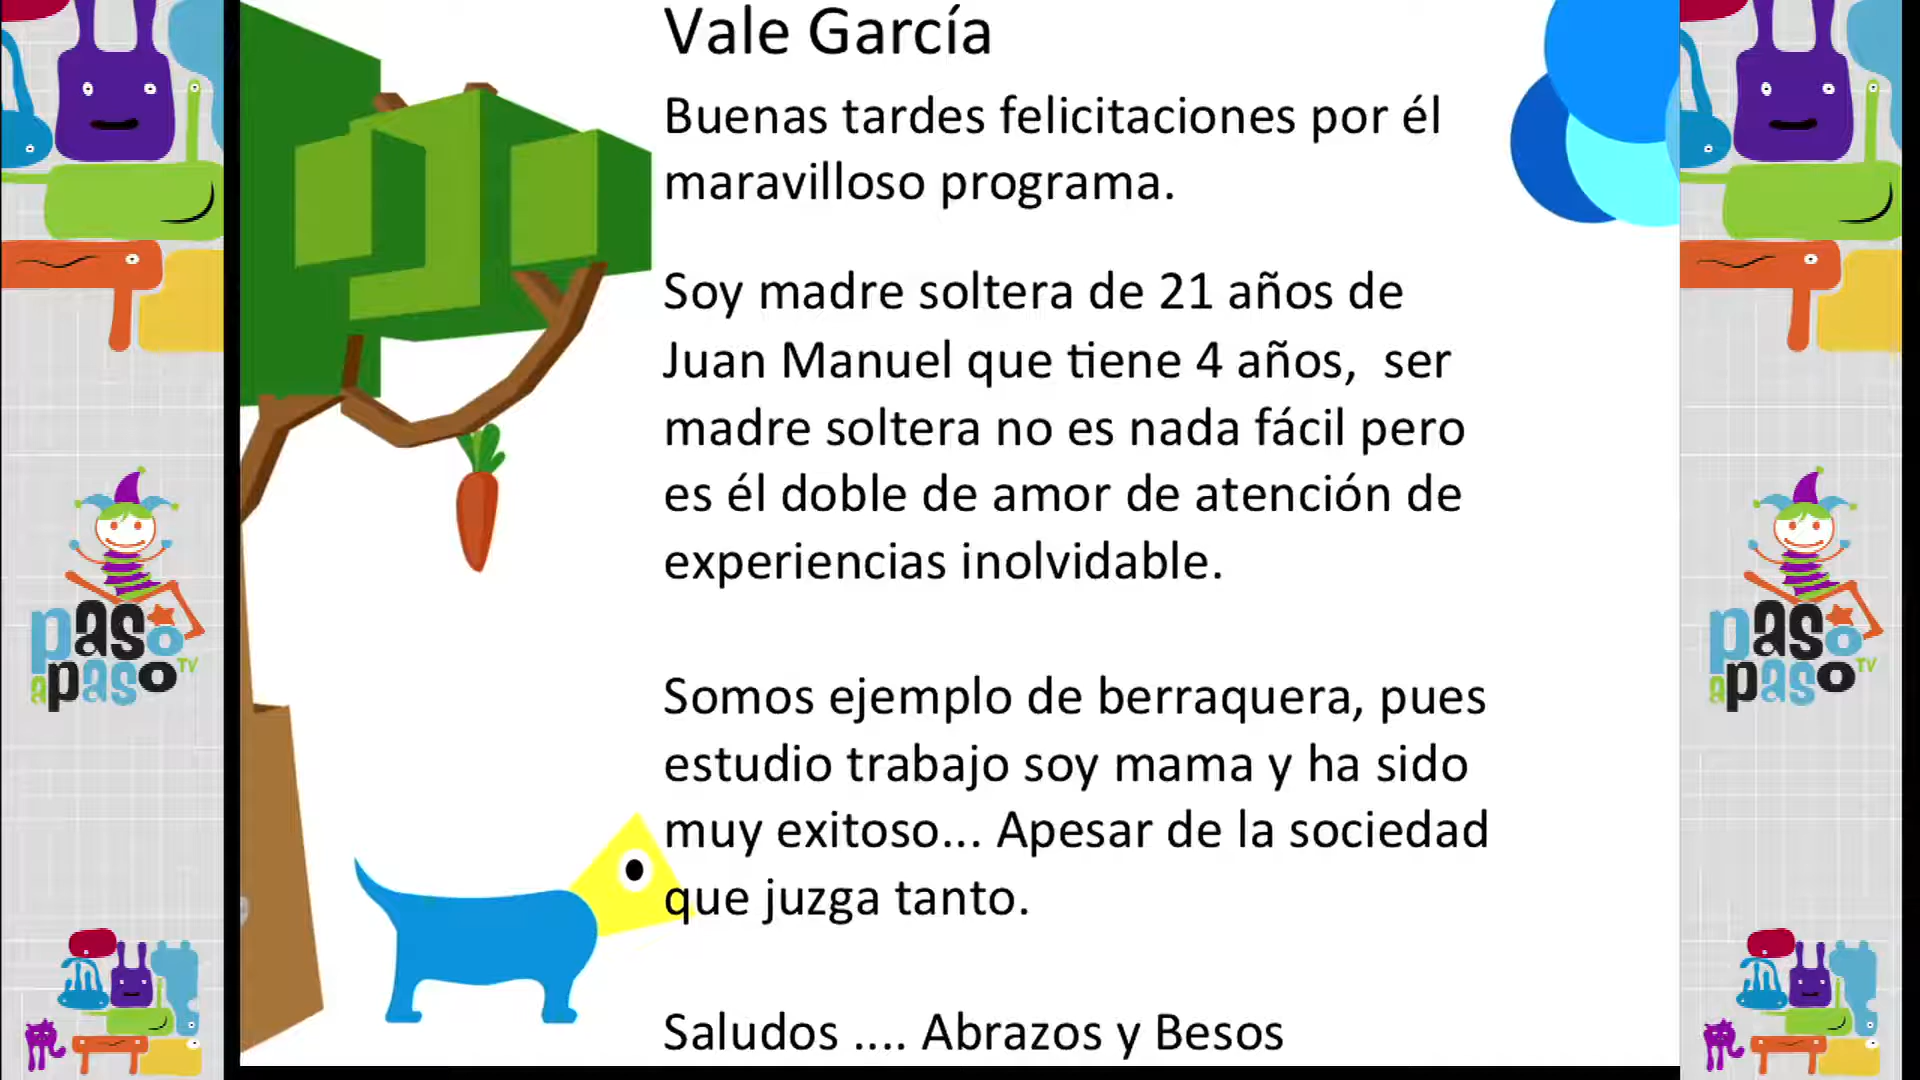 Vale García
Buenas tardes felicitaciones por él
maravilloso programa.
Soy madre soltera de 21 años de
Juan Manuel que tiene 4 años,  ser
madre soltera no es nada fácil pero
es él doble de amor de atención de
experiencias inolvidable.
Somos ejemplo de berraquera, pues
estudio trabajo soy mama y ha sido
muy exitoso... Apesar de la sociedad
que juzga tanto.
Saludos .... Abrazos y Besos
paso
a paso TV
paso
a paso TV